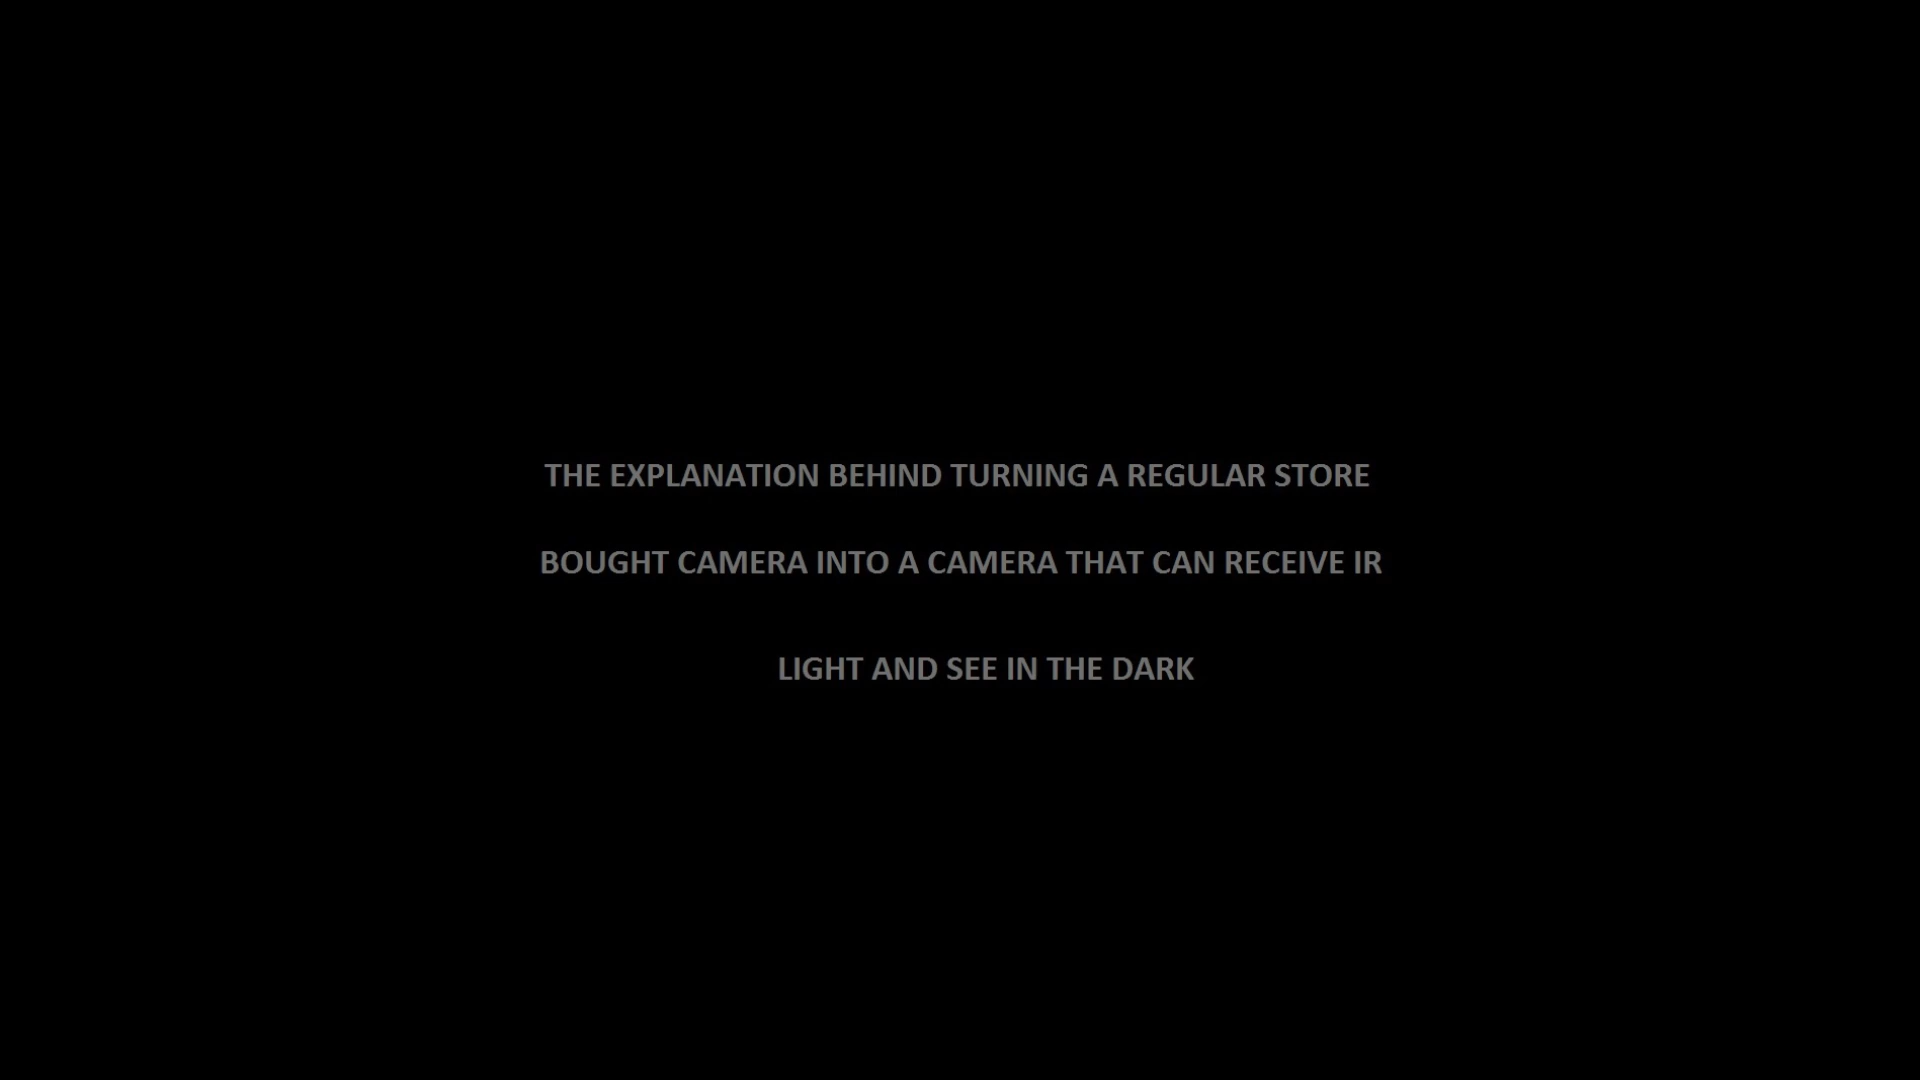 THE EXPLANATION BEHIND TURNING A REGULAR STORE
BOUGHT CAMERA INTO A CAMERA THAT CAN RECEIVE IR
LIGHT AND SEE IN THE DARK